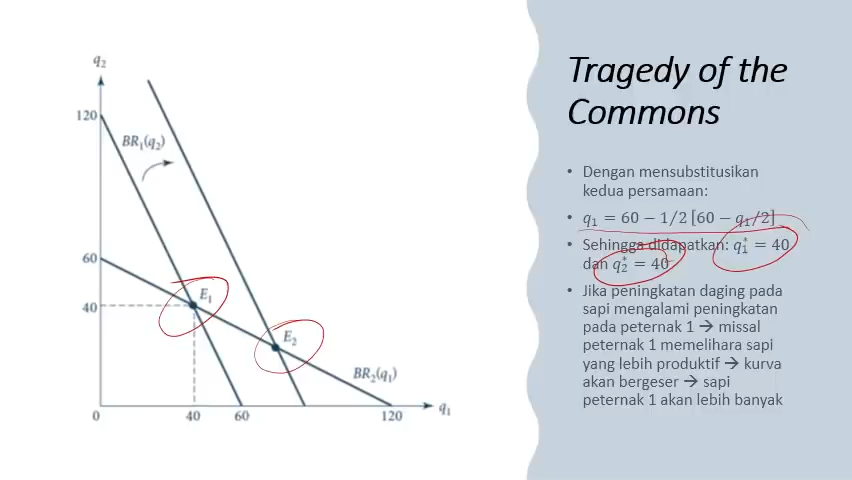 q₂
120
BR₁(q₂)
60
40
E₁
E₂
BR₂(q₁)
0
40
60
120
q₁
Tragedy of the
Commons
• Dengan mensubstitusikan
kedua persamaan:
• q₁ = 60 − 1/2 [60 − q₁/2]
• Sehingga didapatkan: q₁* = 40
dan q₂* = 40
• Jika peningkatan daging pada
sapi mengalami peningkatan
pada peternak 1 → missal
peternak 1 memelihara sapi
yang lebih produktif → kurva
akan bergeser → sapi
peternak 1 akan lebih banyak